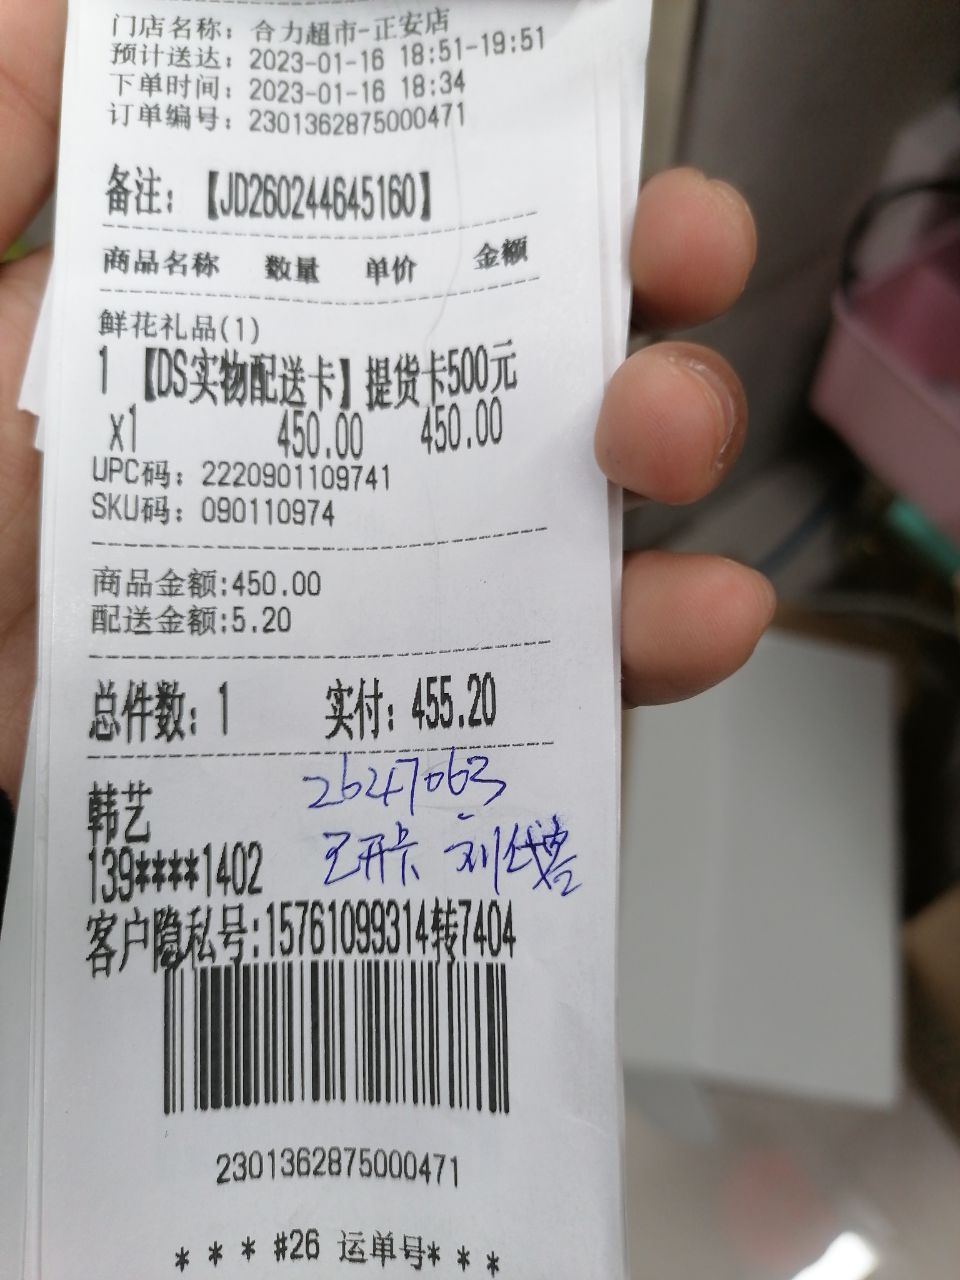 门店名称：合力超市-正安店
预计送达：2023-01-16 18:51-19:51
下单时间：2023-01-16 18:34
订单编号：2301362875000471
备注：【JD260244645160】
商品名称 数量 单价 金额
鲜花礼品(1)
1 【DS实物配送卡】提货卡500元
x1 450.00 450.00
UPC码：2220901109741
SKU码：090110974
商品金额:450.00
配送金额:5.20
总件数：1 实付：455.20
韩艺 2647063
139****1402 已开卡 刘
客户隐私号:15761099314转7404
2301362875000471
* * * #26 运单号* * *